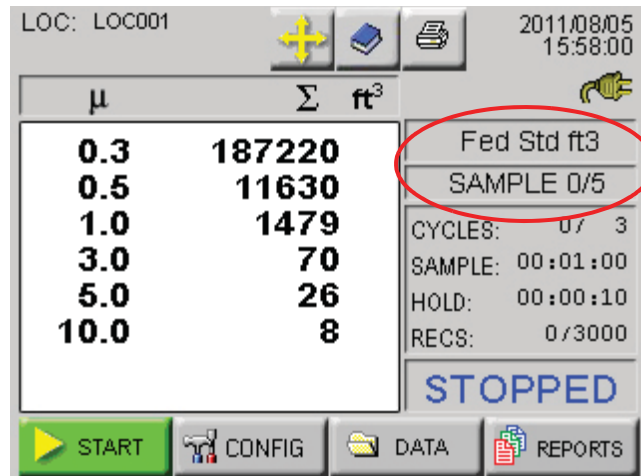 LOC: LOC001
2011/08/05
15:58:00
μ Σ ft³
0.3 187220
0.5 11630
1.0 1479
3.0 70
5.0 26
10.0 8
Fed Std ft3
SAMPLE 0/5
CYCLES: 0/ 3
SAMPLE: 00:01:00
HOLD: 00:00:10
RECS: 0/3000
STOPPED
START
CONFIG
DATA
REPORTS